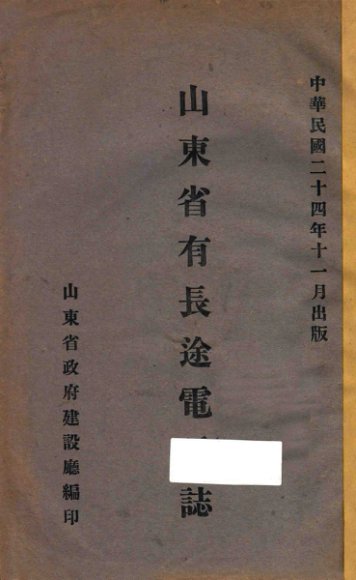 中華民國二十四年十一月出版
山東省有長途電誌
山東省政府建設廳編印